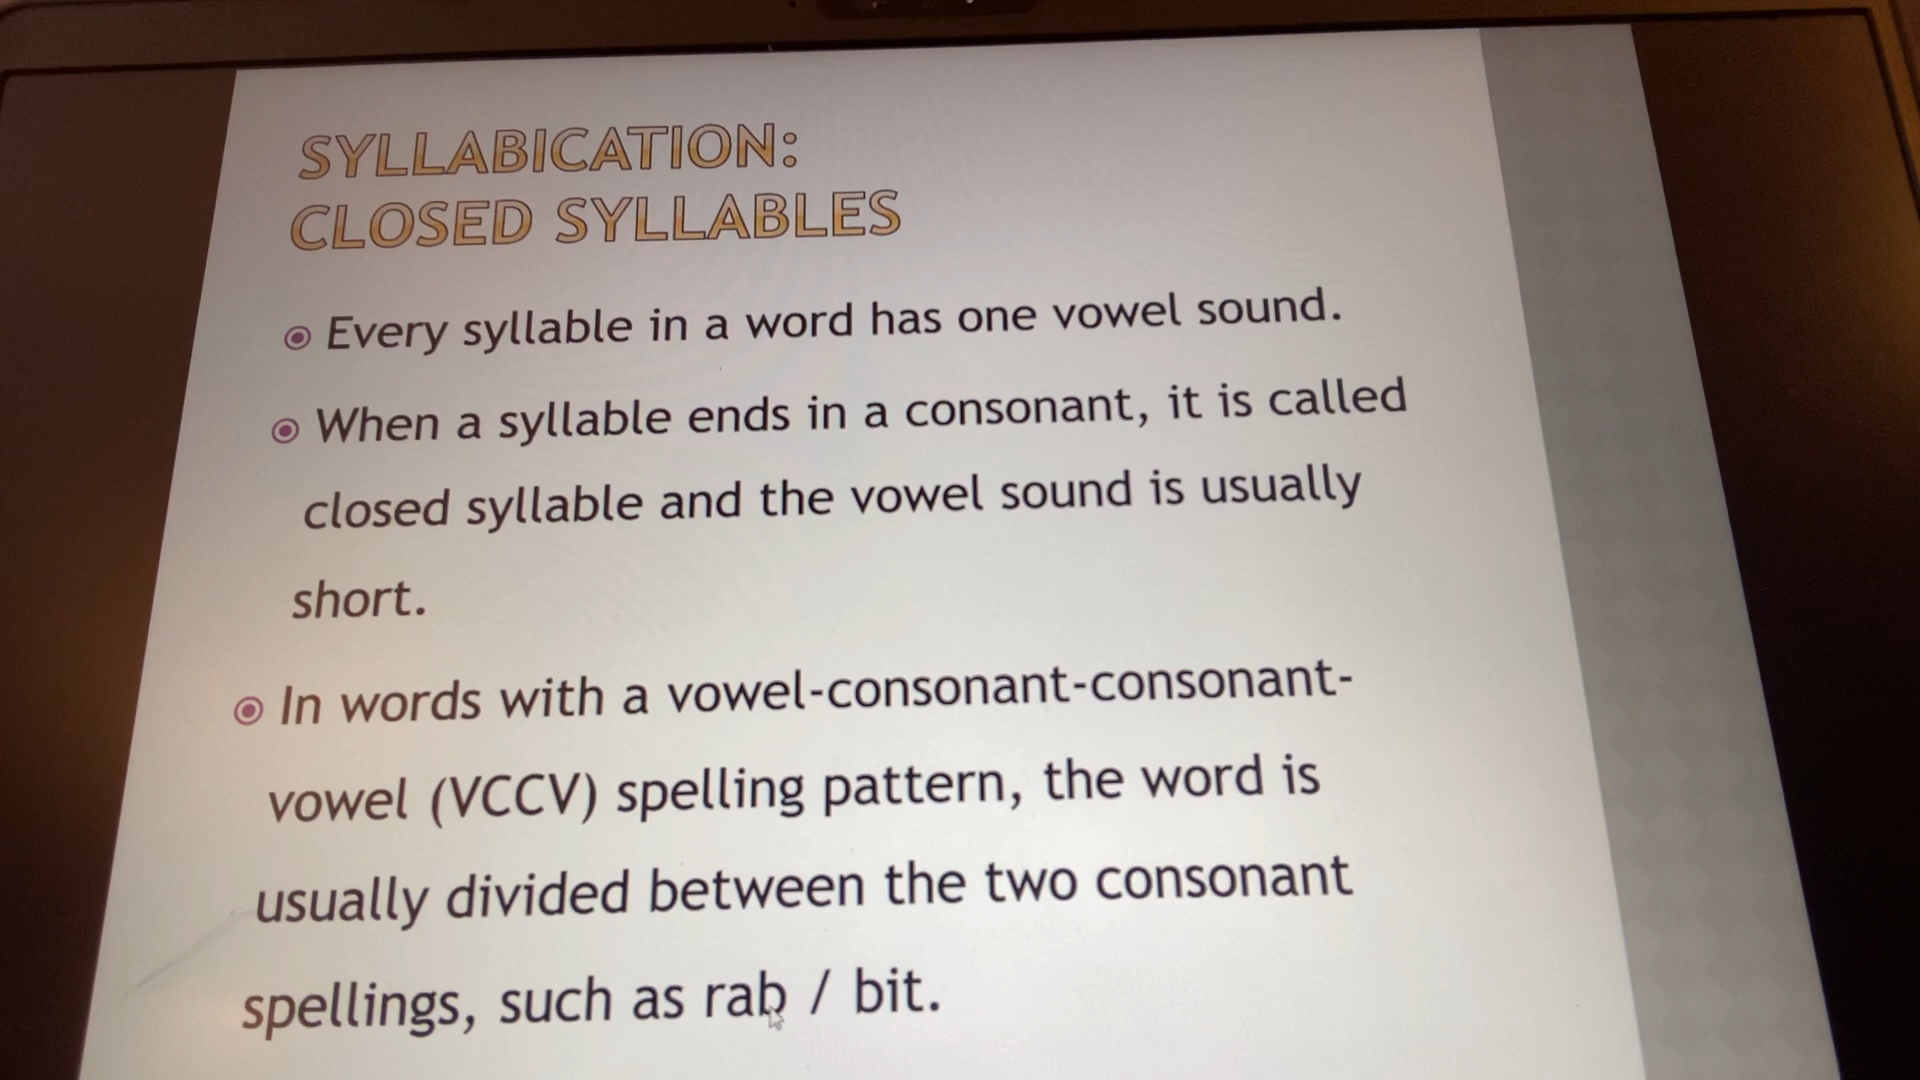 SYLLABICATION:
CLOSED SYLLABLES
Every syllable in a word has one vowel sound.
When a syllable ends in a consonant, it is called
closed syllable and the vowel sound is usually
short.
In words with a vowel-consonant-consonant-
vowel (VCCV) spelling pattern, the word is
usually divided between the two consonant
spellings, such as rab / bit.